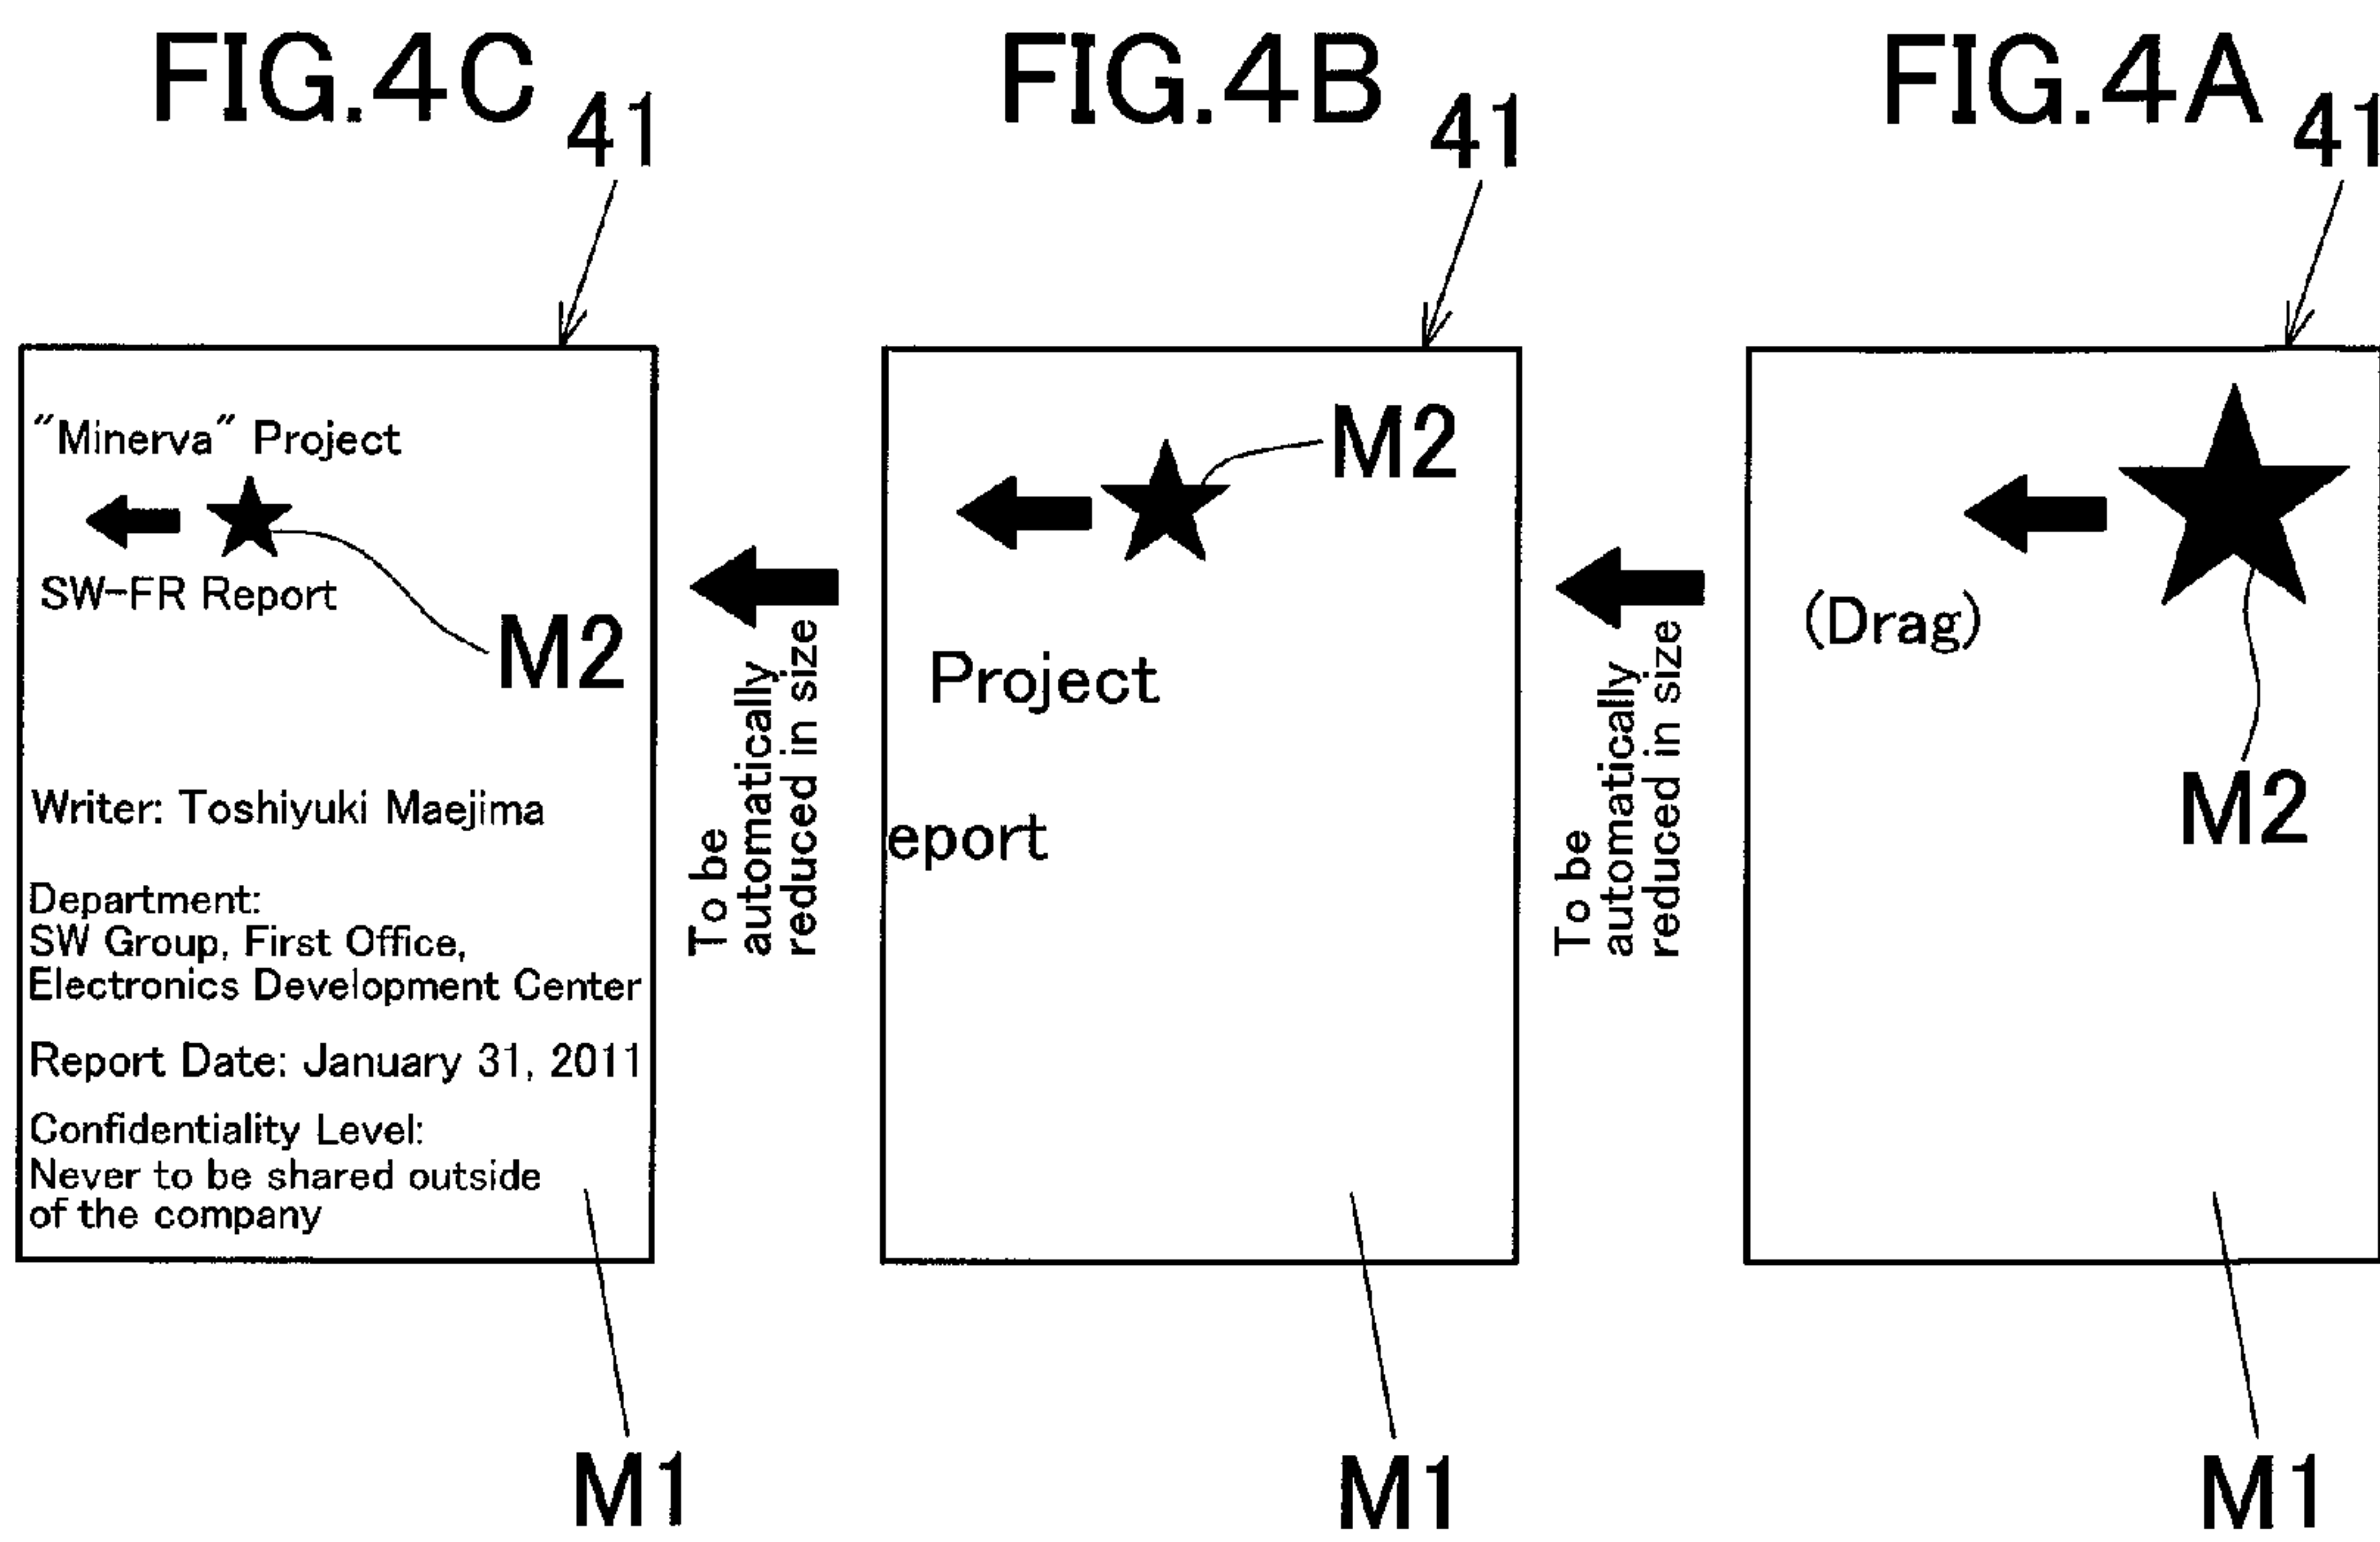 FIG.4C
41
"Minerva" Project
SW-FR Report
M2
Writer: Toshiyuki Maejima
Department:
SW Group, First Office,
Electronics Development Center
Report Date: January 31, 2011
Confidentiality Level:
Never to be shared outside
of the company
M1
To be
automatically
reduced in size
FIG.4B
41
M2
Project
eport
M1
To be
automatically
reduced in size
FIG.4A
41
(Drag)
M2
M1